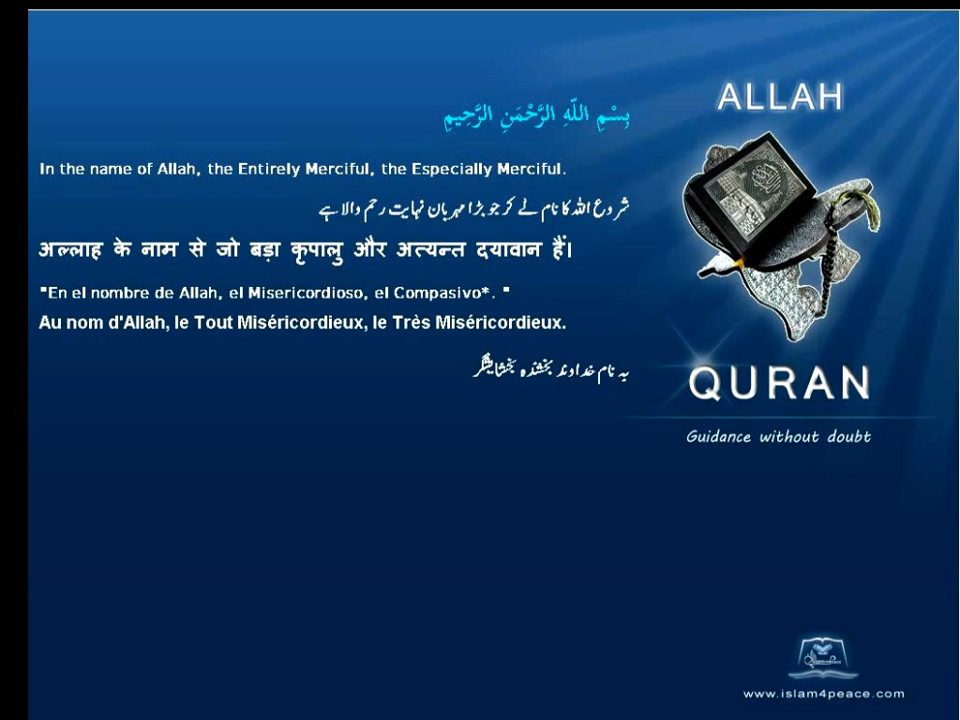 بِسْمِ اللّهِ الرَّحْمَنِ الرَّحِيمِ
In the name of Allah, the Entirely Merciful, the Especially Merciful.
شروع اللہ کا نام لے کر جو بڑا مہربان نہایت رحم والا ہے
अल्लाह के नाम से जो बड़ा कृपालु और अत्यन्त दयावान हैं।
"En el nombre de Allah, el Misericordioso, el Compasivo*. "
Au nom d'Allah, le Tout Miséricordieux, le Très Miséricordieux.
به نام خداوند بخشنده بخشایشگر
ALLAH
QURAN
Guidance without doubt
www.islam4peace.com